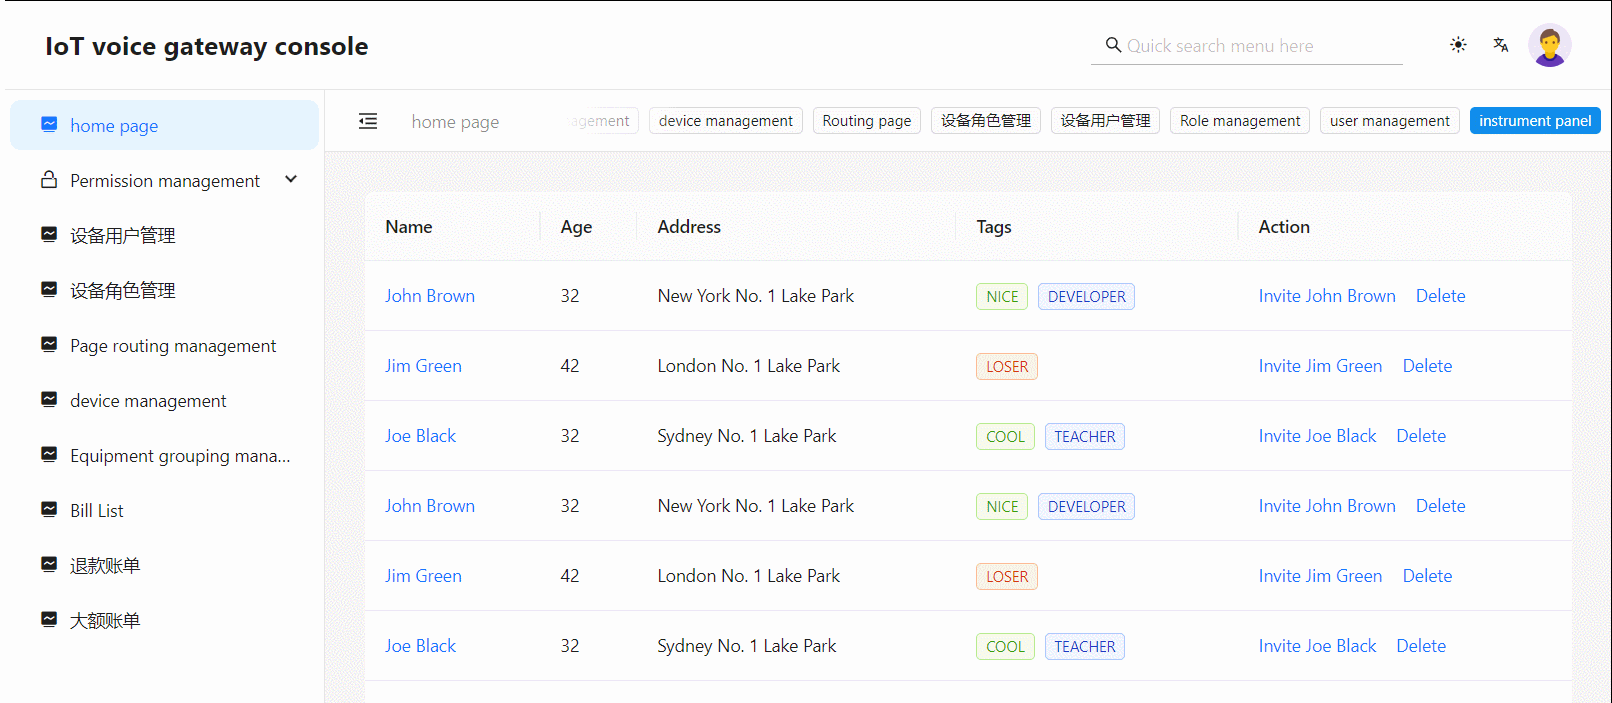 IoT voice gateway console
Quick search menu here
home page
Permission management
设备用户管理
设备角色管理
Page routing management
device management
Equipment grouping mana...
Bill List
退款账单
大额账单
home page
agement device management Routing page 设备角色管理 设备用户管理 Role management user management instrument panel
Name Age Address Tags Action
John Brown 32 New York No. 1 Lake Park NICE DEVELOPER Invite John Brown Delete
Jim Green 42 London No. 1 Lake Park LOSER Invite Jim Green Delete
Joe Black 32 Sydney No. 1 Lake Park COOL TEACHER Invite Joe Black Delete
John Brown 32 New York No. 1 Lake Park NICE DEVELOPER Invite John Brown Delete
Jim Green 42 London No. 1 Lake Park LOSER Invite Jim Green Delete
Joe Black 32 Sydney No. 1 Lake Park COOL TEACHER Invite Joe Black Delete